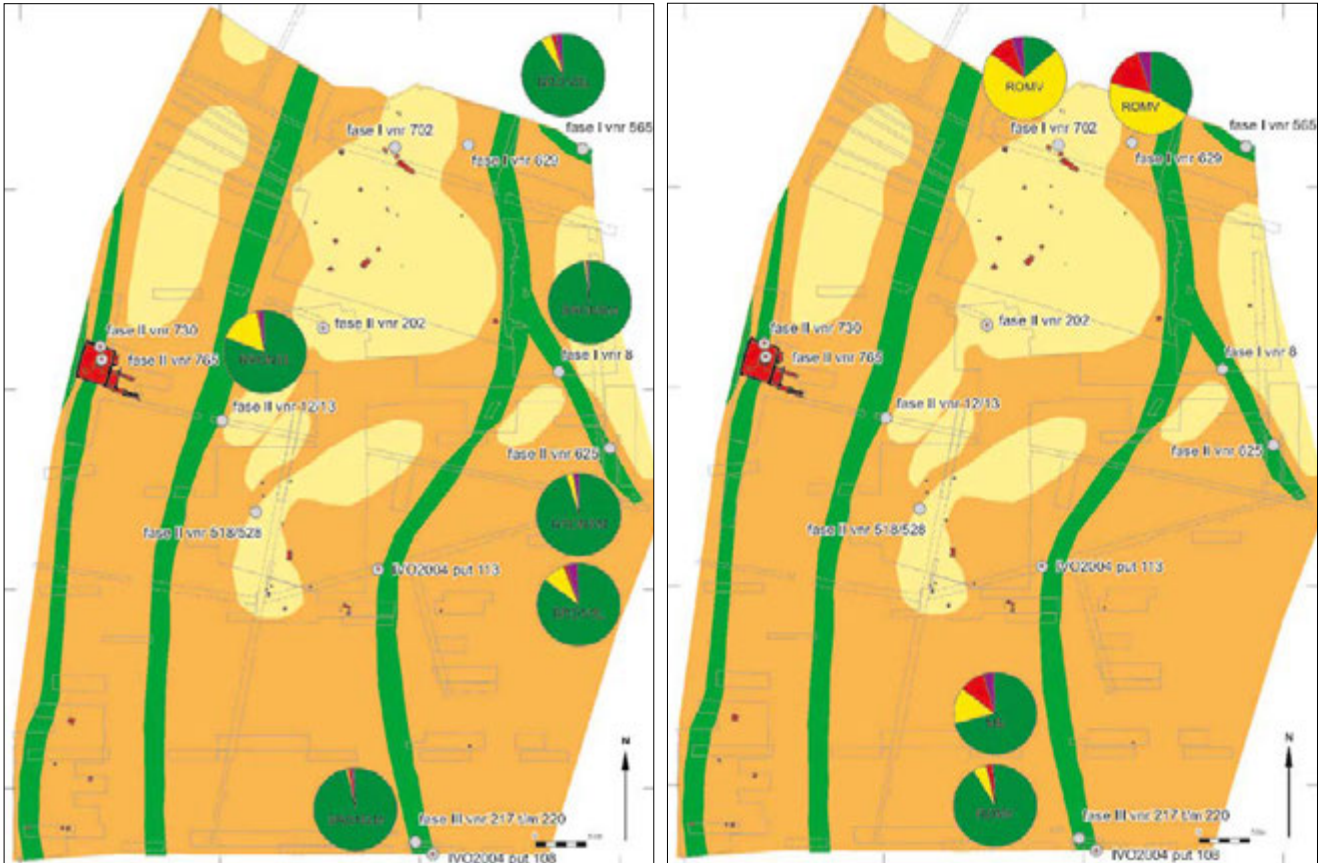 fase I vnr 702
fase I vnr 565
fase I vnr 629
fase II vnr 730
fase II vnr 765
fase II vnr 202
fase I vnr 8
fase II vnr 12/13
fase II vnr 625
fase II vnr 518/528
IVO2004 put 113
N
fase III vnr 217 t/m 220
IVO2004 put 108
ROMV
ROMV
fase I vnr 702
fase I vnr 565
fase I vnr 629
fase II vnr 730
fase II vnr 765
fase II vnr 202
fase I vnr 8
fase II vnr 12/13
fase II vnr 625
fase II vnr 518/528
IVO2004 put 113
N
fase III vnr 217 t/m 220
IVO2004 put 108